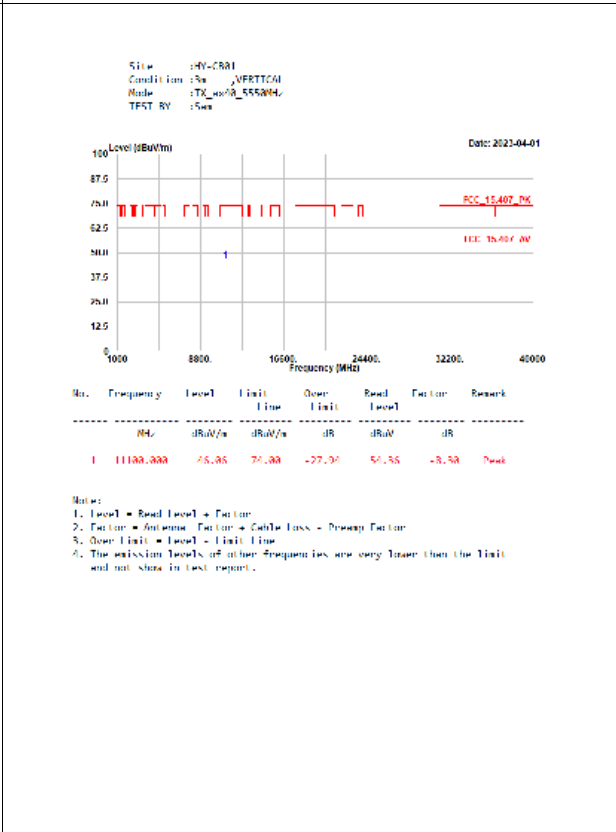 Site :HY-CB01
Condition :3m ,VERTICAL
Mode :TX_ax40_5550MHz
TEST BY :Sam
Level (dBuV/m)
Date: 2023-04-01
100
87.5
75.0
FCC_15.407_PK
62.5
FCC_15.407_AV
50.0
1
37.5
25.0
12.5
0
1000 8800. 16600. 24400. 32200. 40000
Frequency (MHz)
No. Frequency Level Limit Over Read Factor Remark
Line Limit Level
MHz dBuV/m dBuV/m dB dBuV dB
1 11100.000 46.06 74.00 -27.94 54.36 -8.30 Peak
Note:
1. Level = Read Level + Factor
2. Factor = Antenna Factor + Cable Loss - Preamp Factor
3. Over Limit = Level - Limit Line
4. The emission levels of other frequencies are very lower than the limit
and not show in test report.